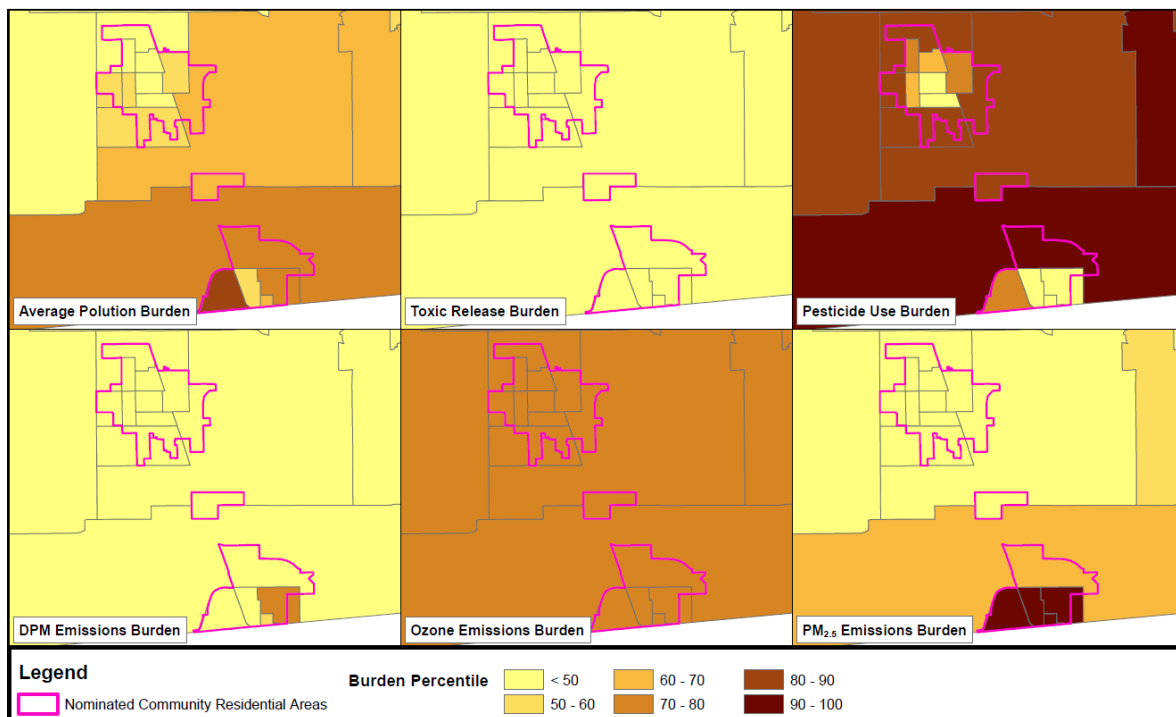 Average Polution Burden
Toxic Release Burden
Pesticide Use Burden
DPM Emissions Burden
Ozone Emissions Burden
PM2.5 Emissions Burden
Legend
Nominated Community Residential Areas
Burden Percentile
< 50
60 - 70
80 - 90
50 - 60
70 - 80
90 - 100